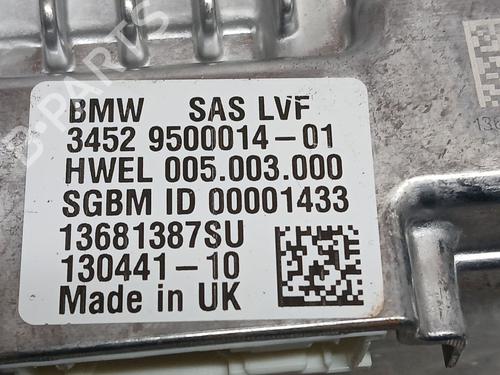 BMW SAS LVF
3452 9500014-01
HWEL 005.003.000
SGBM ID 00001433
13681387SU
130441-10
Made in UK
B-PARTS